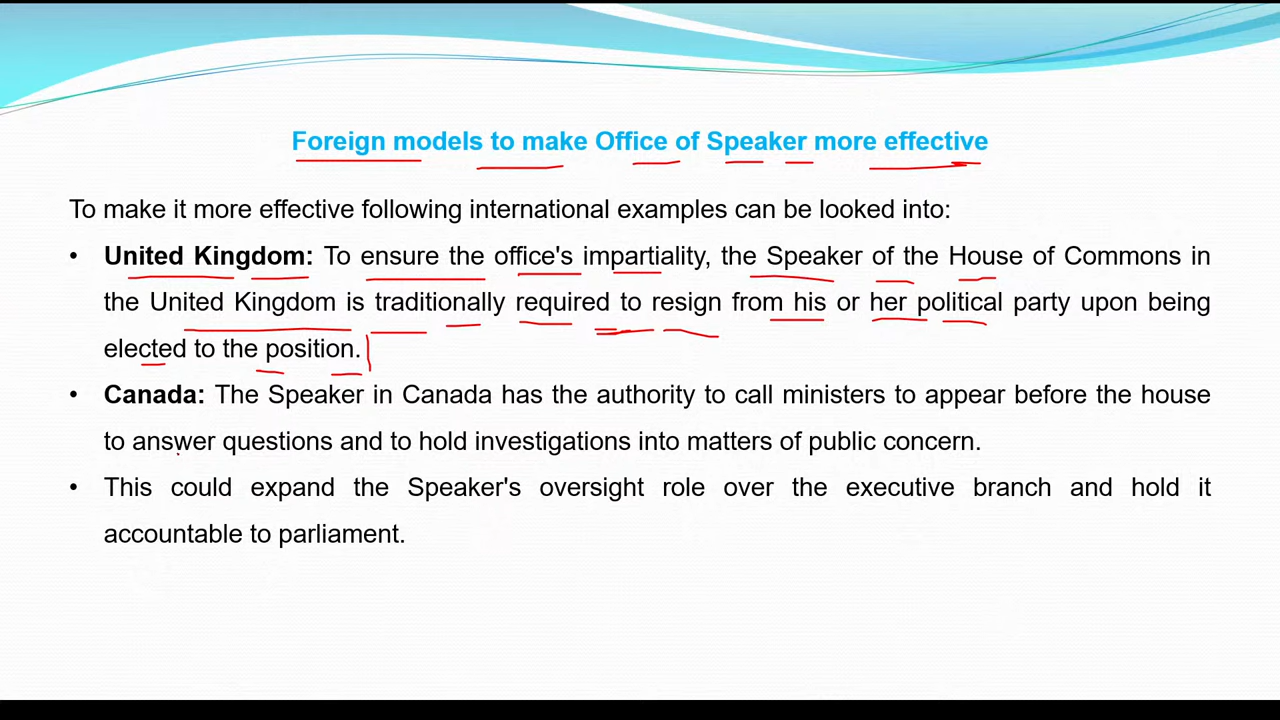 Foreign models to make Office of Speaker more effective
To make it more effective following international examples can be looked into:
• United Kingdom: To ensure the office's impartiality, the Speaker of the House of Commons in
the United Kingdom is traditionally required to resign from his or her political party upon being
elected to the position.
• Canada: The Speaker in Canada has the authority to call ministers to appear before the house
to answer questions and to hold investigations into matters of public concern.
• This could expand the Speaker's oversight role over the executive branch and hold it
accountable to parliament.